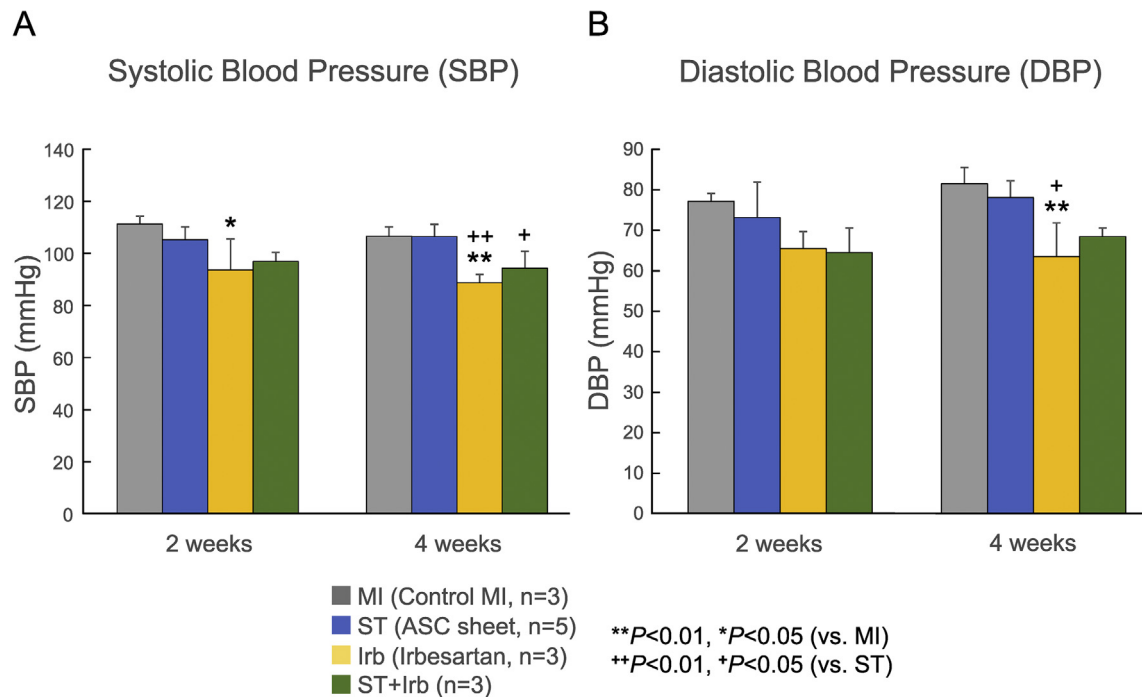 A
Systolic Blood Pressure (SBP)
SBP (mmHg)
140
120
100
80
60
40
20
0
*
++
**
+
2 weeks
4 weeks
B
Diastolic Blood Pressure (DBP)
DBP (mmHg)
90
80
70
60
50
40
30
20
10
0
+
**
2 weeks
4 weeks
MI (Control MI, n=3)
ST (ASC sheet, n=5)
Irb (Irbesartan, n=3)
ST+Irb (n=3)
**P<0.01, *P<0.05 (vs. MI)
++P<0.01, +P<0.05 (vs. ST)